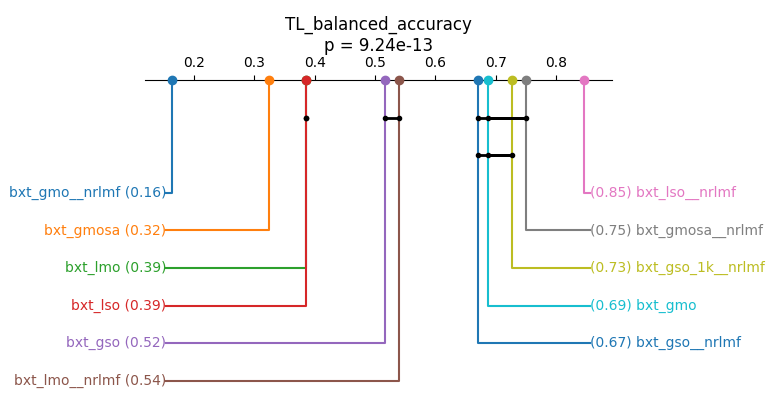 TL_balanced_accuracy
p = 9.24e-13
0.2 0.3 0.4 0.5 0.6 0.7 0.8
bxt_gmo__nrlmf (0.16)
(0.85) bxt_lso__nrlmf
bxt_gmosa (0.32)
(0.75) bxt_gmosa__nrlmf
bxt_lmo (0.39)
(0.73) bxt_gso_1k__nrlmf
bxt_lso (0.39)
(0.69) bxt_gmo
bxt_gso (0.52)
(0.67) bxt_gso__nrlmf
bxt_lmo__nrlmf (0.54)